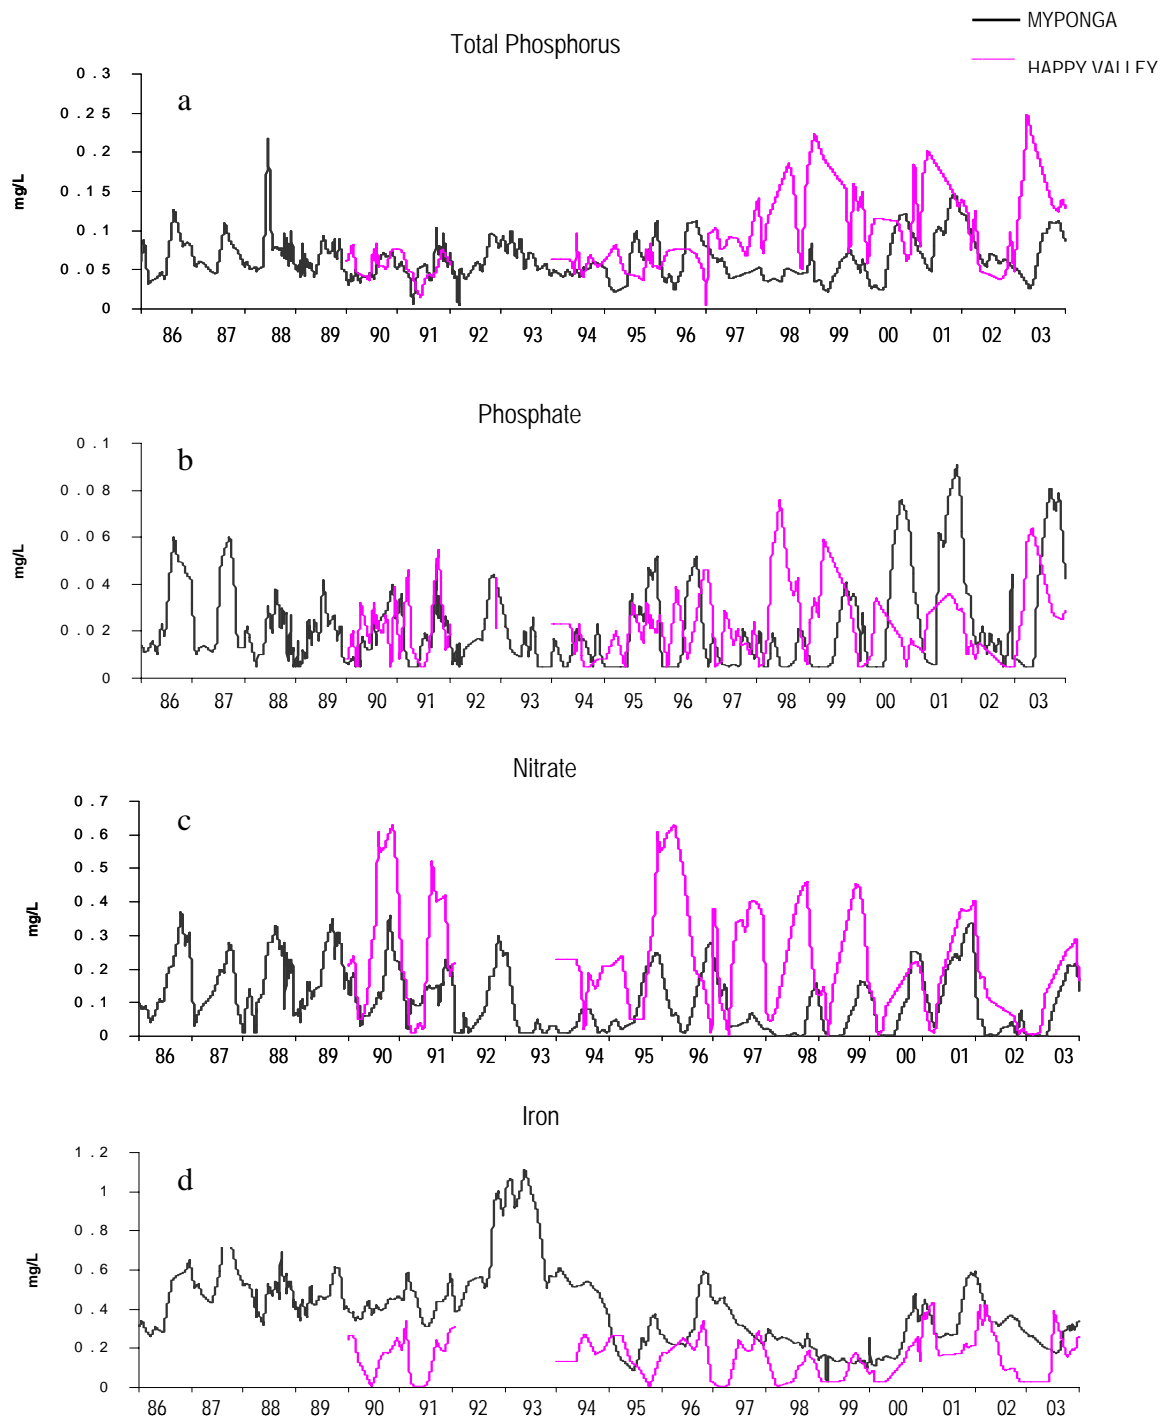 MYPONGA
HAPPY VALLEY
Total Phosphorus
a
mg/L
0.3
0.25
0.2
0.15
0.1
0.05
0
86 87 88 89 90 91 92 93 94 95 96 97 98 99 00 01 02 03
Phosphate
b
mg/L
0.1
0.08
0.06
0.04
0.02
0
86 87 88 89 90 91 92 93 94 95 96 97 98 99 00 01 02 03
Nitrate
c
mg/L
0.7
0.6
0.5
0.4
0.3
0.2
0.1
0
86 87 88 89 90 91 92 93 94 95 96 97 98 99 00 01 02 03
Iron
d
mg/L
1.2
1
0.8
0.6
0.4
0.2
0
86 87 88 89 90 91 92 93 94 95 96 97 98 99 00 01 02 03